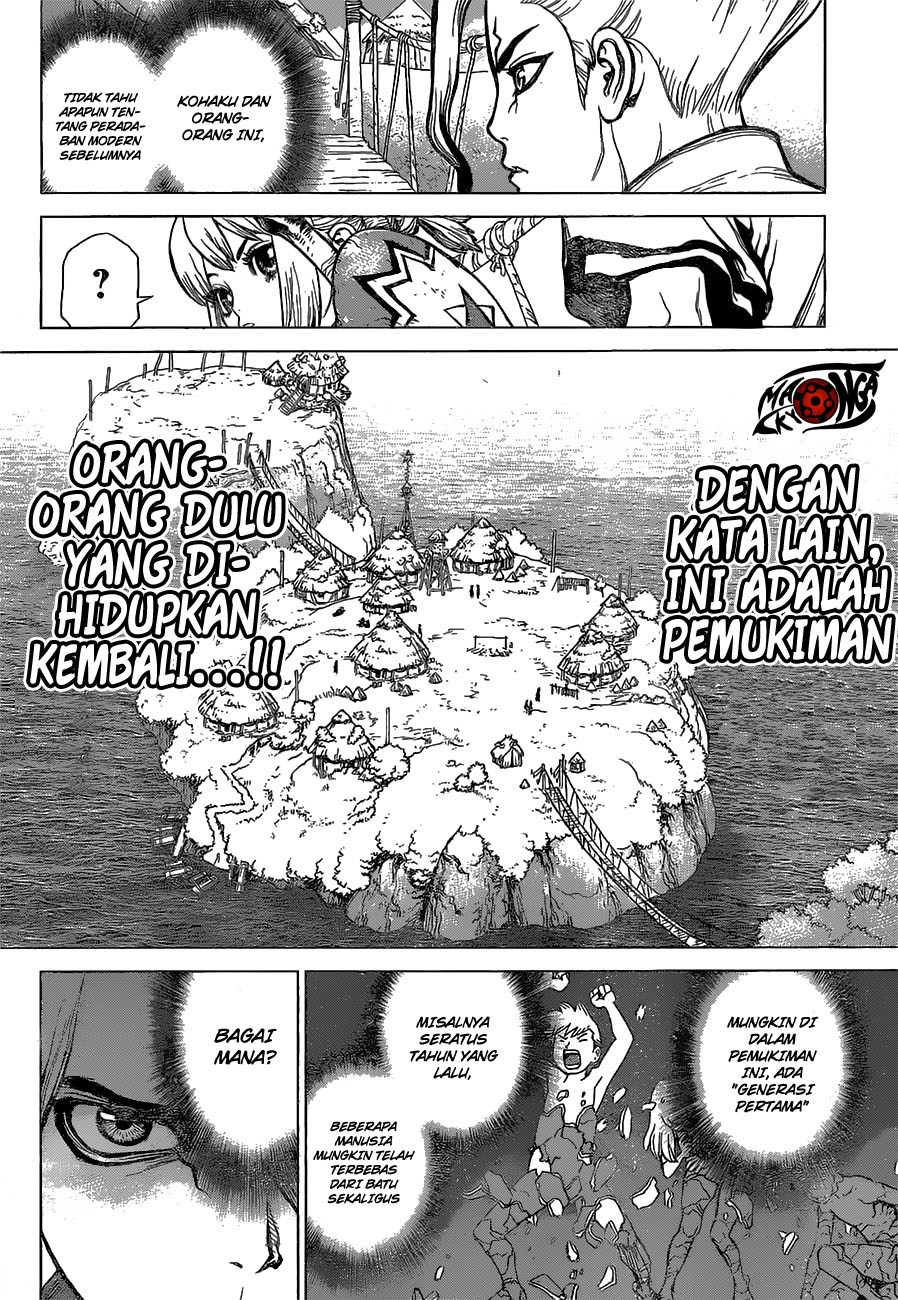 KOHAKU DAN
ORANG-
ORANG INI,
TIDAK TAHU
APAPUN TEN-
TANG PERADA-
BAN MODERN
SEBELUMNYA
?
MANGA
KYO
DENGAN
KATA LAIN,
INI ADALAH
PEMUKIMAN
ORANG-
ORANG DULU
YANG DI-
HIDUPKAN
KEMBALI...!!
MUNGKIN DI
DALAM
PEMUKIMAN
INI, ADA
"GENERASI
PERTAMA"
MISALNYA
SERATUS
TAHUN YANG
LALU,
BEBERAPA
MANUSIA
MUNGKIN TELAH
TERBEBAS
DARI BATU
SEKALIGUS
BAGAI
MANA?